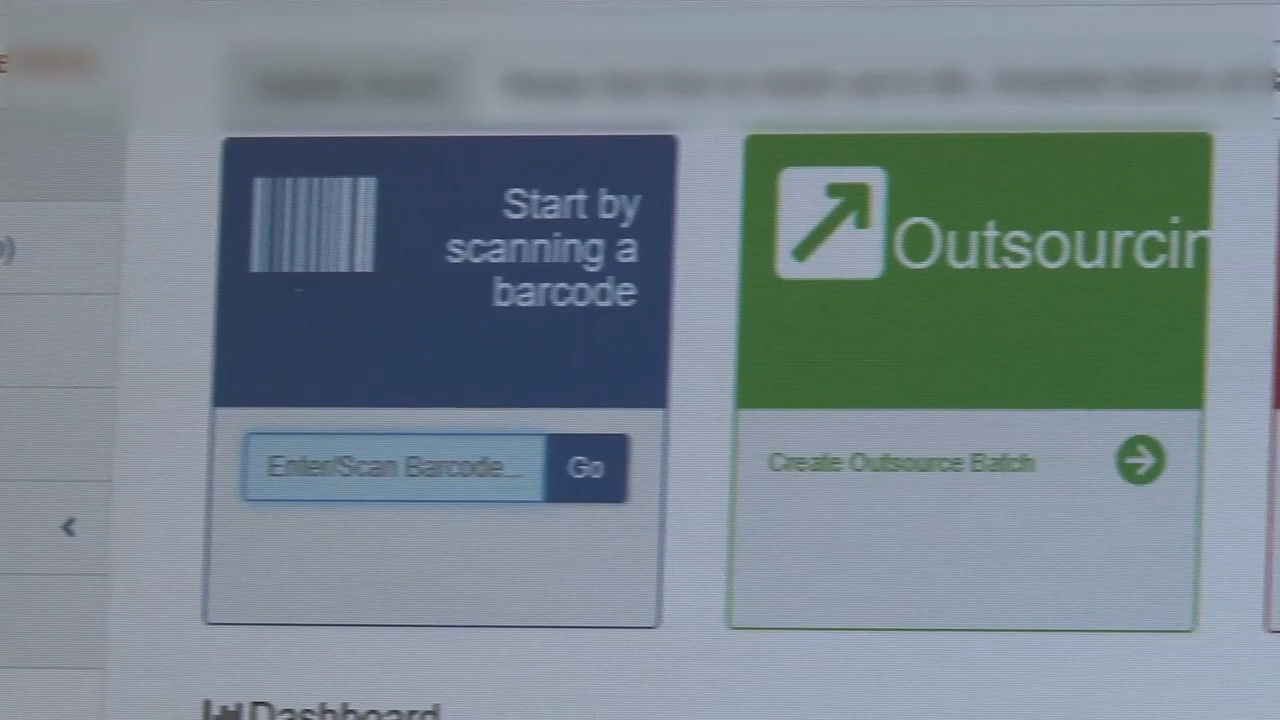 Start by
scanning a
barcode
Enter/Scan Barcode...
Go
Outsourcin
Create Outsource Batch
Dashboard